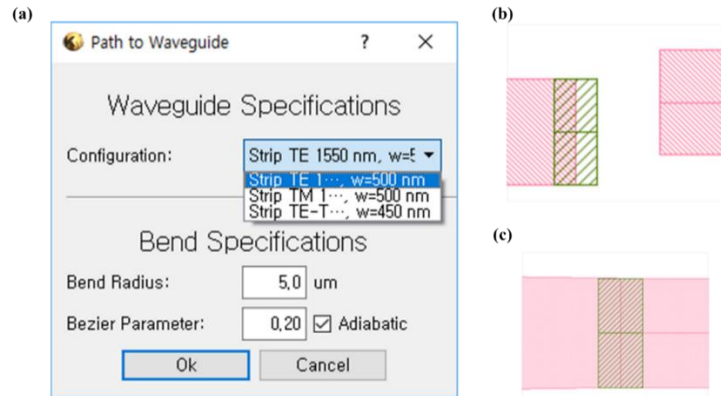 (a)
Path to Waveguide ? ×
Waveguide Specifications
Configuration: Strip TE 1550 nm, w=5
Strip TE 1⋯, w=500 nm
Strip TM 1⋯, w=500 nm
Strip TE-T⋯, w=450 nm
Bend Specifications
Bend Radius: 5,0 um
Bezier Parameter: 0,20 Adiabatic
Ok Cancel
(b)
(c)